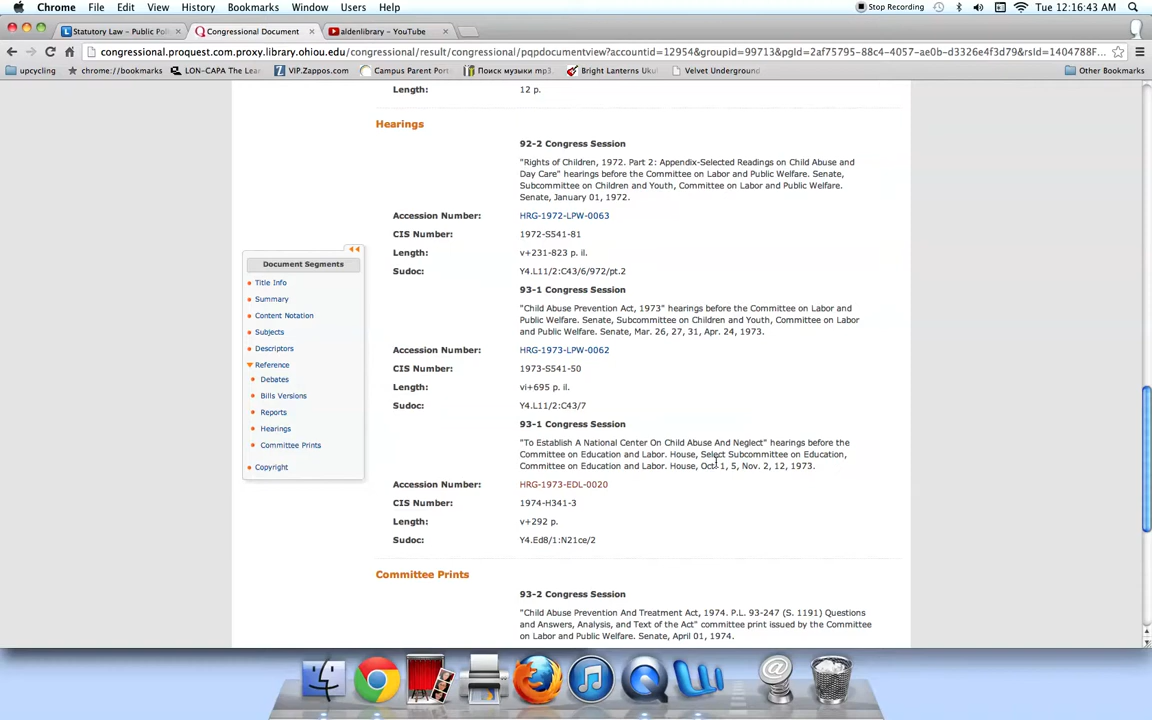 Chrome File Edit View History Bookmarks Window Users Help Stop Recording Tue 12:16:43 AM
Statutory Law – Public Pol Congressional Document aldenlibrary – YouTube
congressional.proquest.com.proxy.library.ohiou.edu/congressional/result/congressional/pqpdocumentview?accountid=12954&groupid=99713&pgId=2af75795-88c4-4057-ae0b-d3326e4f3d79&rsId=1404788F...
upcycling chrome://bookmarks LON-CAPA The Lear VIP.Zappos.com Campus Parent Port Поиск музыки mp3 Bright Lanterns Uku Velvet Underground Other Bookmarks
Length: 12 p.
Hearings
92-2 Congress Session
"Rights of Children, 1972. Part 2: Appendix-Selected Readings on Child Abuse and
Day Care" hearings before the Committee on Labor and Public Welfare. Senate,
Subcommittee on Children and Youth, Committee on Labor and Public Welfare.
Senate, January 01, 1972.
Accession Number: HRG-1972-LPW-0063
CIS Number: 1972-S541-81
Length: v+231-823 p. il.
Sudoc: Y4.L11/2:C43/6/972/pt.2
93-1 Congress Session
"Child Abuse Prevention Act, 1973" hearings before the Committee on Labor and
Public Welfare. Senate, Subcommittee on Children and Youth, Committee on Labor
and Public Welfare. Senate, Mar. 26, 27, 31, Apr. 24, 1973.
Accession Number: HRG-1973-LPW-0062
CIS Number: 1973-S541-50
Length: vi+695 p. il.
Sudoc: Y4.L11/2:C43/7
93-1 Congress Session
"To Establish A National Center On Child Abuse And Neglect" hearings before the
Committee on Education and Labor. House, Select Subcommittee on Education,
Committee on Education and Labor. House, Oct. 1, 5, Nov. 2, 12, 1973.
Accession Number: HRG-1973-EDL-0020
CIS Number: 1974-H341-3
Length: v+292 p.
Sudoc: Y4.Ed8/1:N21ce/2
Committee Prints
93-2 Congress Session
"Child Abuse Prevention And Treatment Act, 1974. P.L. 93-247 (S. 1191) Questions
and Answers, Analysis, and Text of the Act" committee print issued by the Committee
on Labor and Public Welfare. Senate, April 01, 1974.
Document Segments
Title Info
Summary
Content Notation
Subjects
Descriptors
Reference
Debates
Bills Versions
Reports
Hearings
Committee Prints
Copyright